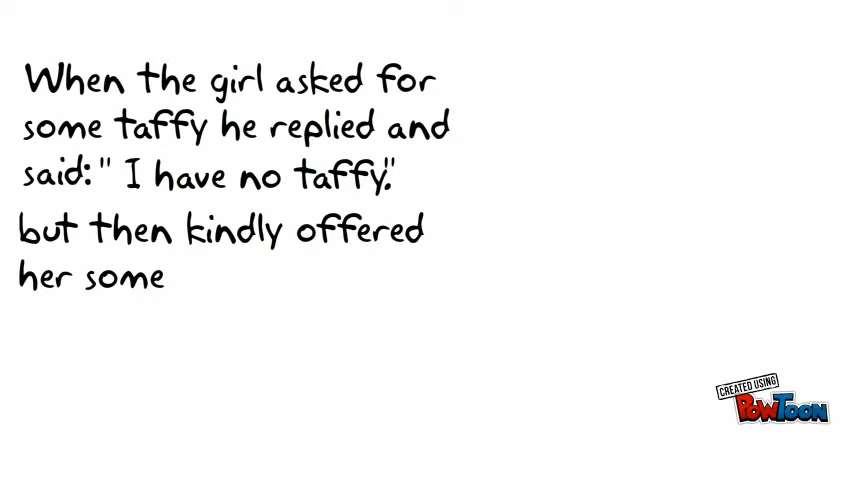 When the girl asked for
some taffy he replied and
said: " I have no taffy."
but then kindly offered
her some
CREATED USING
POWTOON